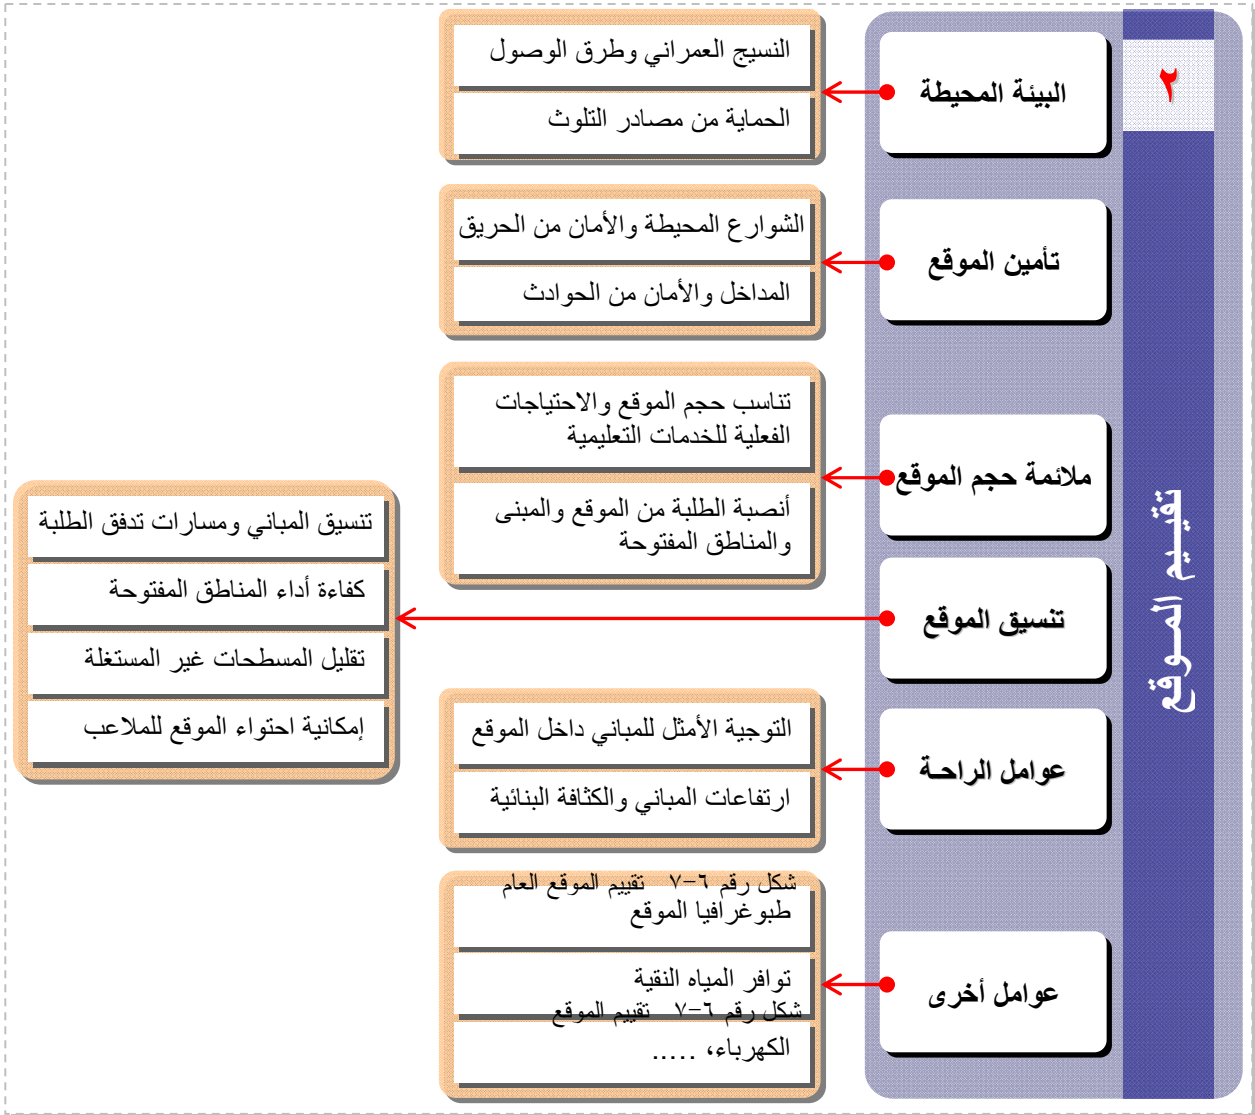 ٢
تقييم الموقع
البيئة المحيطة
النسيج العمراني وطرق الوصول
الحماية من مصادر التلوث
تأمين الموقع
الشوارع المحيطة والأمان من الحريق
المداخل والأمان من الحوادث
ملائمة حجم الموقع
تناسب حجم الموقع والاحتياجات
الفعلية للخدمات التعليمية
أنصبة الطلبة من الموقع والمبنى
والمناطق المفتوحة
تنسيق الموقع
تنسيق المباني ومسارات تدفق الطلبة
كفاءة أداء المناطق المفتوحة
تقليل المسطحات غير المستغلة
إمكانية احتواء الموقع للملاعب
عوامل الراحة
التوجية الأمثل للمباني داخل الموقع
ارتفاعات المباني والكثافة البنائية
عوامل أخرى
شكل رقم ٦-٧ تقييم الموقع العام
طبوغرافيا الموقع
توافر المياه النقية
شكل رقم ٦-٧ تقييم الموقع
الكهرباء، .....